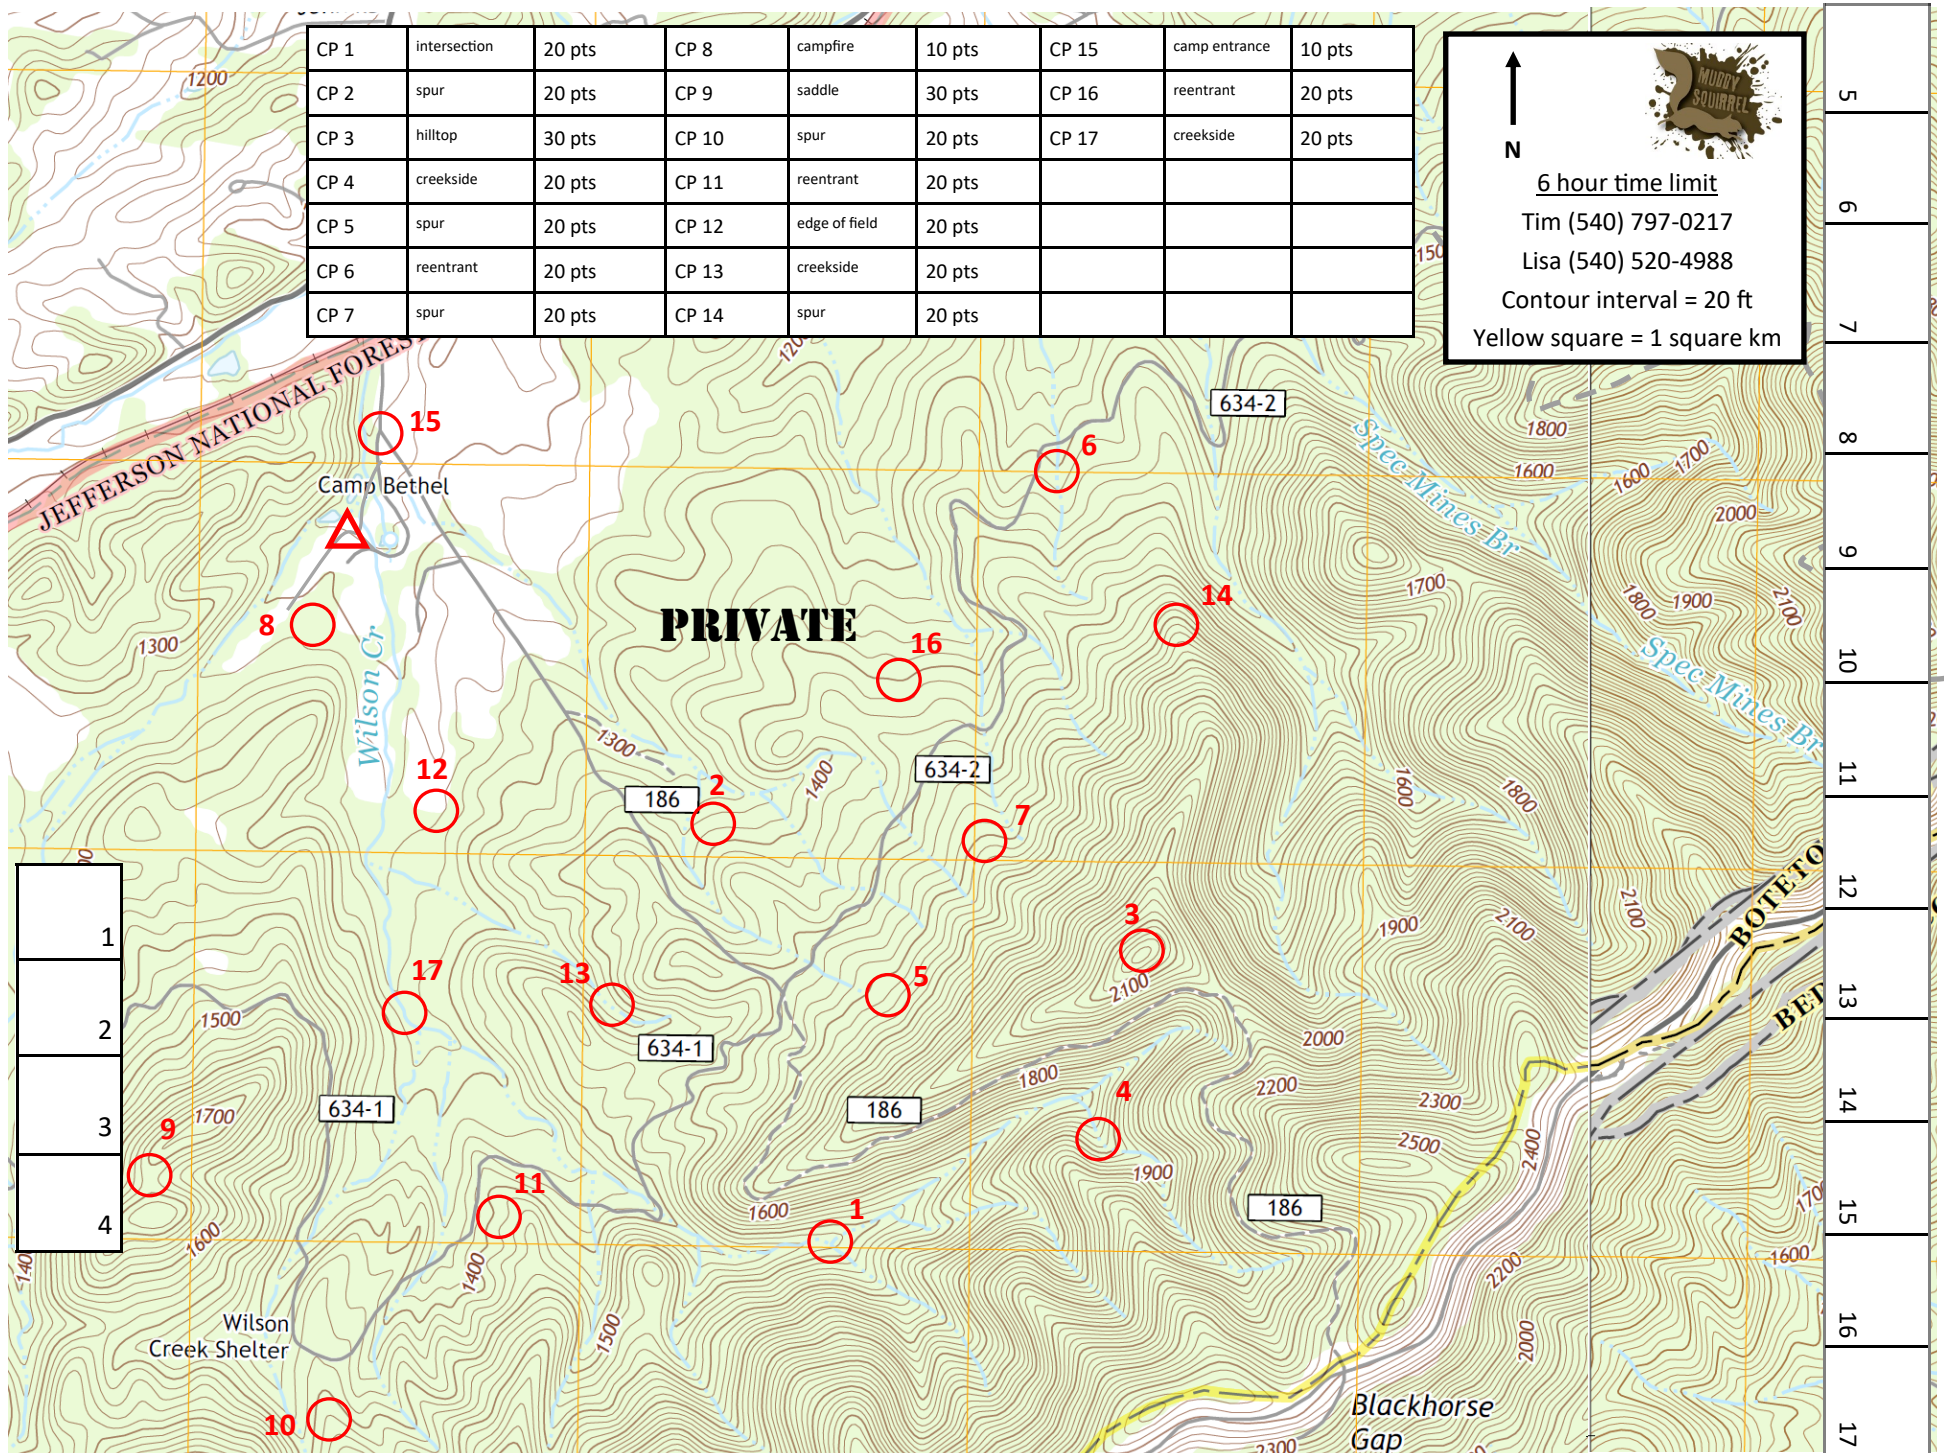 CP 1 intersection 20 pts CP 8 campfire 10 pts CP 15 camp entrance 10 pts
CP 2 spur 20 pts CP 9 saddle 30 pts CP 16 reentrant 20 pts
CP 3 hilltop 30 pts CP 10 spur 20 pts CP 17 creekside 20 pts
CP 4 creekside 20 pts CP 11 reentrant 20 pts
CP 5 spur 20 pts CP 12 edge of field 20 pts
CP 6 reentrant 20 pts CP 13 creekside 20 pts
CP 7 spur 20 pts CP 14 spur 20 pts
MUDDY
SQUIRREL
N
6 hour time limit
Tim (540) 797-0217
Lisa (540) 520-4988
Contour interval = 20 ft
Yellow square = 1 square km
5
6
7
8
9
10
11
12
13
14
15
16
17
1200
JEFFERSON NATIONAL FOREST
15
Camp Bethel
634-2
6
Spec Mines Br
1800
1600
1600
1700
2000
8
1300
Wilson Cr
PRIVATE
16
14
1700
1800
1900
2100
Spec Mines Br
12
1300
186
2
1400
634-2
7
1600
1800
BOTETO
BED
1
2
3
4
17
13
634-1
5
3
2100
1900
2100
2100
1500
1700
9
634-1
1800
186
4
2000
2200
2300
2500
2400
1900
11
1600
1
186
1600
1400
1500
2200
2000
1600
Wilson
Creek Shelter
10
Blackhorse
Gap
2300